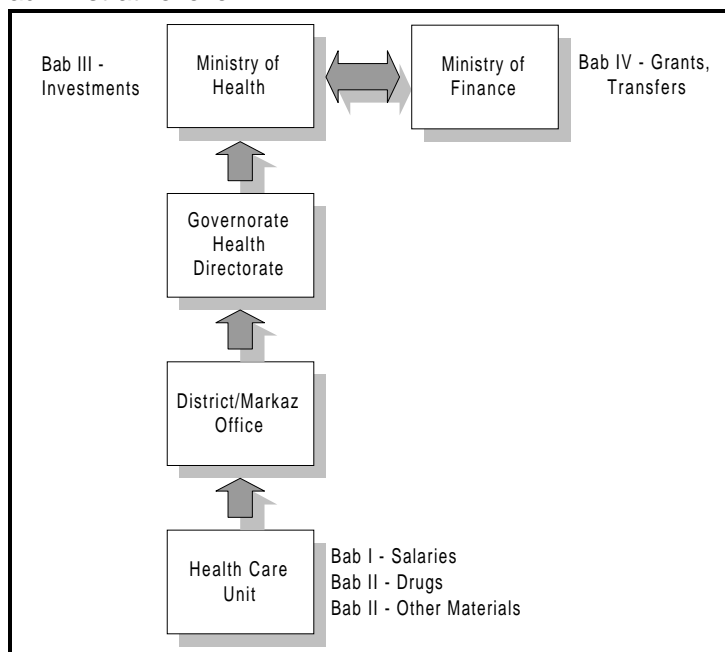 Bab III -
Investments
Ministry of
Health
Ministry of
Finance
Bab IV - Grants,
Transfers
Governorate
Health
Directorate
District/Markaz
Office
Health Care
Unit
Bab I - Salaries
Bab II - Drugs
Bab II - Other Materials